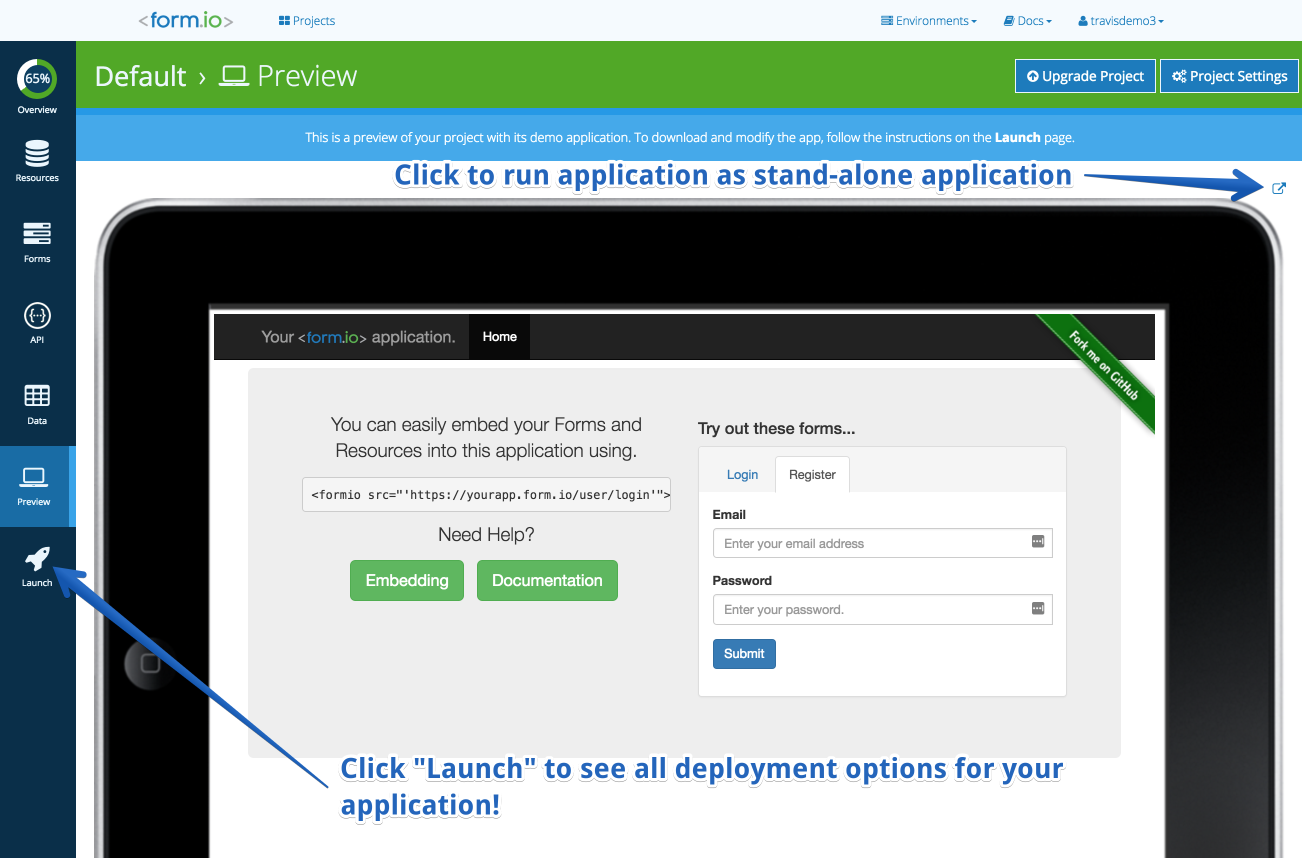 <form.io>
Projects
Environments
Docs
travisdemo3
65%
Overview
Default › Preview
Upgrade Project
Project Settings
This is a preview of your project with its demo application. To download and modify the app, follow the instructions on the Launch page.
Click to run application as stand-alone application
Resources
Forms
API
Data
Preview
Launch
Your <form.io> application.
Home
Fork me on GitHub
You can easily embed your Forms and
Resources into this application using.
<formio src="'https://yourapp.form.io/user/login'">
Need Help?
Embedding
Documentation
Try out these forms...
Login
Register
Email
Enter your email address
Password
Enter your password.
Submit
Click "Launch" to see all deployment options for your
application!